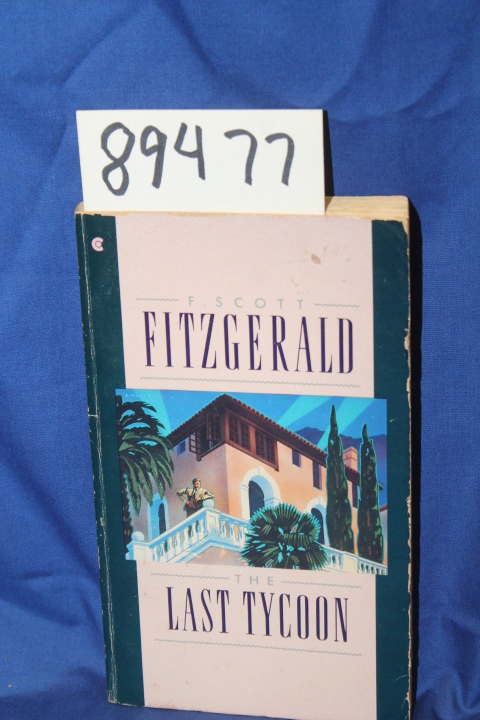 89477
C
F. SCOTT
FITZGERALD
THE
LAST TYCOON